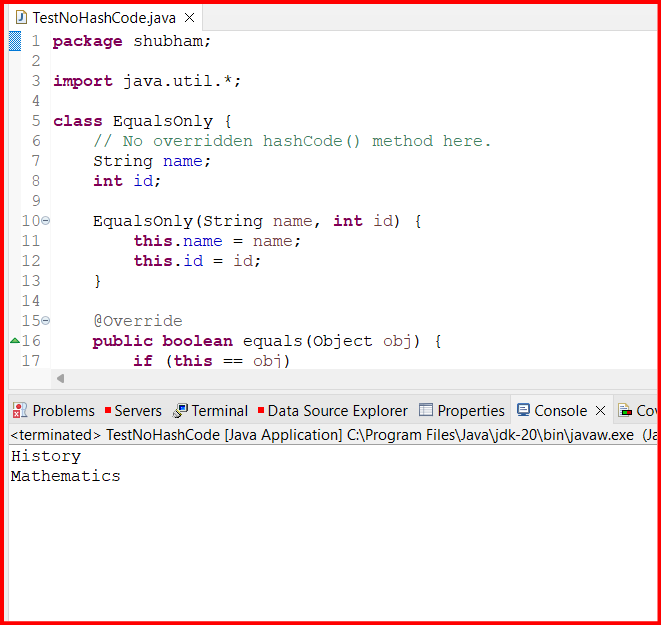 TestNoHashCode.java
1 package shubham;
2
3 import java.util.*;
4
5 class EqualsOnly {
6 // No overridden hashCode() method here.
7 String name;
8 int id;
9
10 EqualsOnly(String name, int id) {
11 this.name = name;
12 this.id = id;
13 }
14
15 @Override
16 public boolean equals(Object obj) {
17 if (this == obj)
Problems Servers Terminal Data Source Explorer Properties Console Cov
<terminated> TestNoHashCode [Java Application] C:\Program Files\Java\jdk-20\bin\javaw.exe (Ja
History
Mathematics